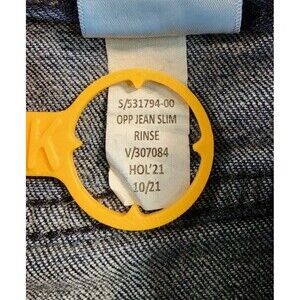 S/531794-00
OPP JEAN SLIM
RINSE
V/307084
HOL'21
10/21
K